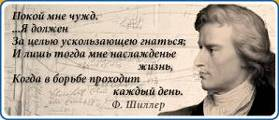 Покой мне чужд.
...Я должен
За целью ускользающею гнаться;
И лишь тогда мне наслажденье
жизнь,
Когда в борьбе проходит
каждый день.
Ф. Шиллер